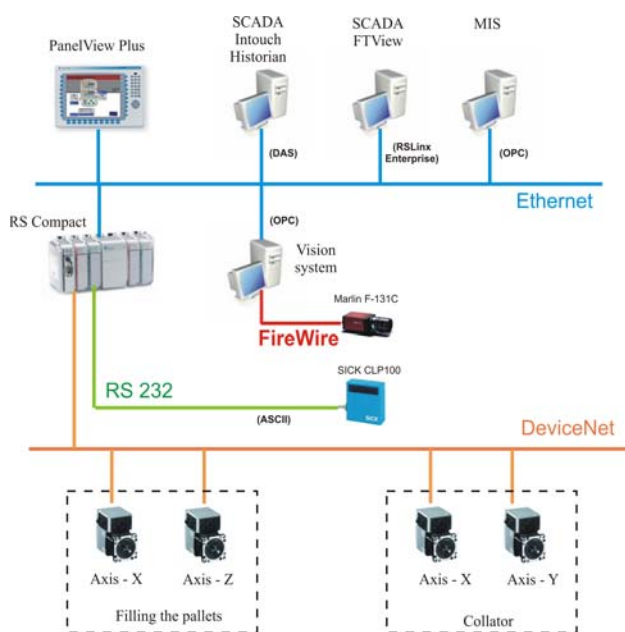 PanelView Plus
SCADA
Intouch
Historian
SCADA
FTView
MIS
(DAS)
(RSLinx
Enterprise)
(OPC)
Ethernet
RS Compact
(OPC)
Vision
system
Marlin F-131C
FireWire
SICK CLP100
RS 232
(ASCII)
SICK
DeviceNet
Axis - X
Axis - Z
Axis - X
Axis - Y
Filling the pallets
Collator